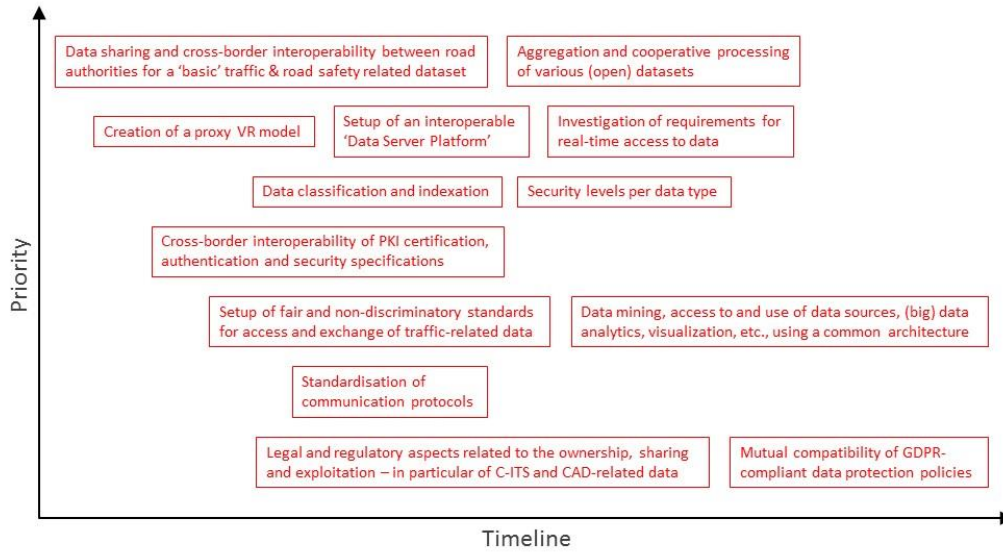 Data sharing and cross-border interoperability between road
authorities for a ‘basic’ traffic & road safety related dataset
Aggregation and cooperative processing
of various (open) datasets
Creation of a proxy VR model
Setup of an interoperable
‘Data Server Platform’
Investigation of requirements for
real-time access to data
Data classification and indexation
Security levels per data type
Cross-border interoperability of PKI certification,
authentication and security specifications
Setup of fair and non-discriminatory standards
for access and exchange of traffic-related data
Data mining, access to and use of data sources, (big) data
analytics, visualization, etc., using a common architecture
Standardisation of
communication protocols
Legal and regulatory aspects related to the ownership, sharing
and exploitation – in particular of C-ITS and CAD-related data
Mutual compatibility of GDPR-
compliant data protection policies
Priority
Timeline